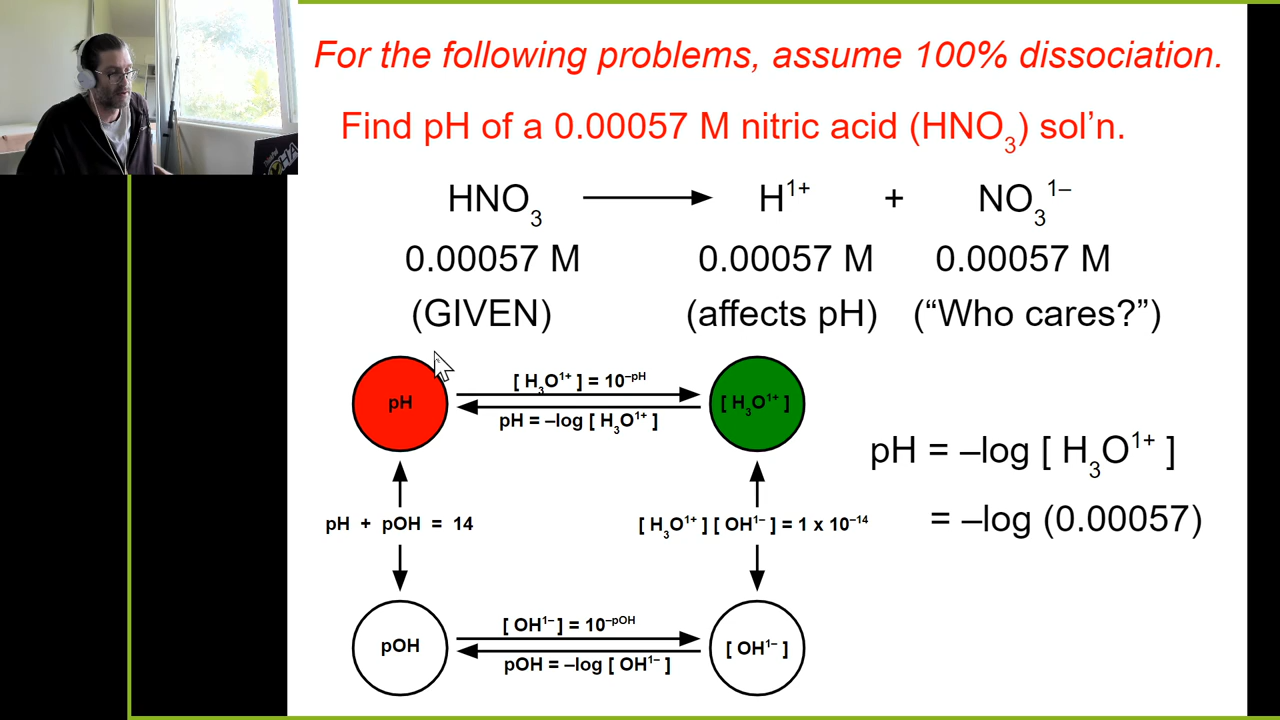 For the following problems, assume 100% dissociation.
Find pH of a 0.00057 M nitric acid (HNO₃) sol’n.
HNO₃ ⟶ H¹⁺ + NO₃¹⁻
0.00057 M 0.00057 M 0.00057 M
(GIVEN) (affects pH) (“Who cares?”)
[ H₃O¹⁺ ] = 10⁻ᵖᴴ
pH
[ H₃O¹⁺ ]
pH = –log [ H₃O¹⁺ ]
pH = –log [ H₃O¹⁺ ]
= –log (0.00057)
pH + pOH = 14
[ H₃O¹⁺ ] [ OH¹⁻ ] = 1 x 10⁻¹⁴
[ OH¹⁻ ] = 10⁻ᵖᴼᴴ
pOH
[ OH¹⁻ ]
pOH = –log [ OH¹⁻ ]